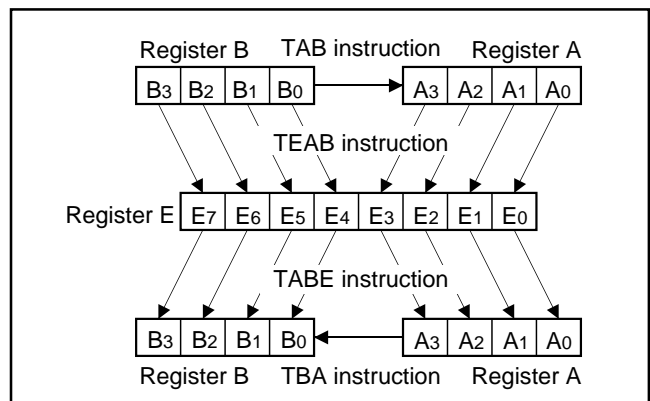 Register B TAB instruction Register A
B3 B2 B1 B0 A3 A2 A1 A0
TEAB instruction
Register E E7 E6 E5 E4 E3 E2 E1 E0
TABE instruction
B3 B2 B1 B0 A3 A2 A1 A0
Register B TBA instruction Register A